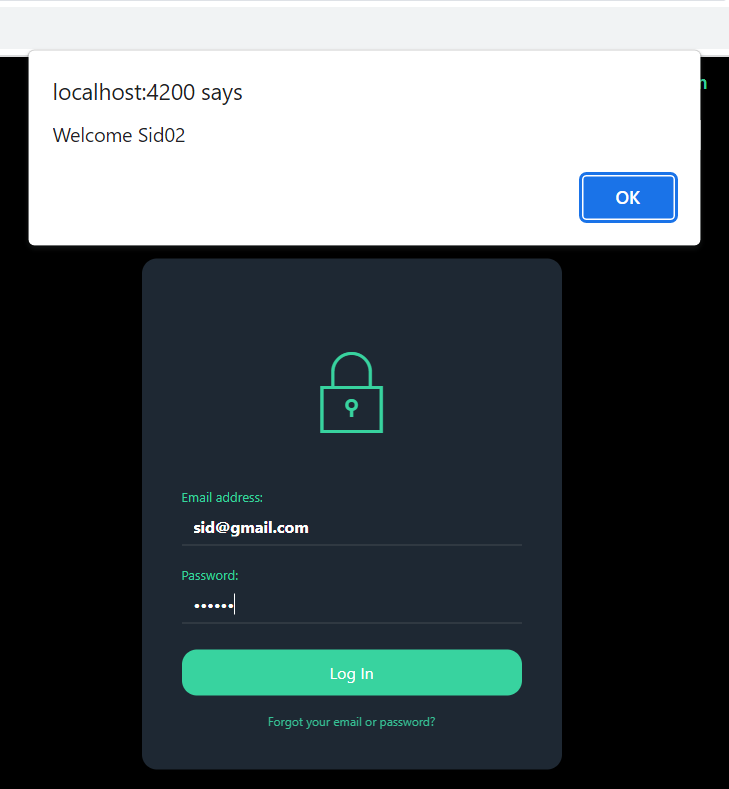 localhost:4200 says
Welcome Sid02
OK
Email address:
sid@gmail.com
Password:
••••••
Log In
Forgot your email or password?